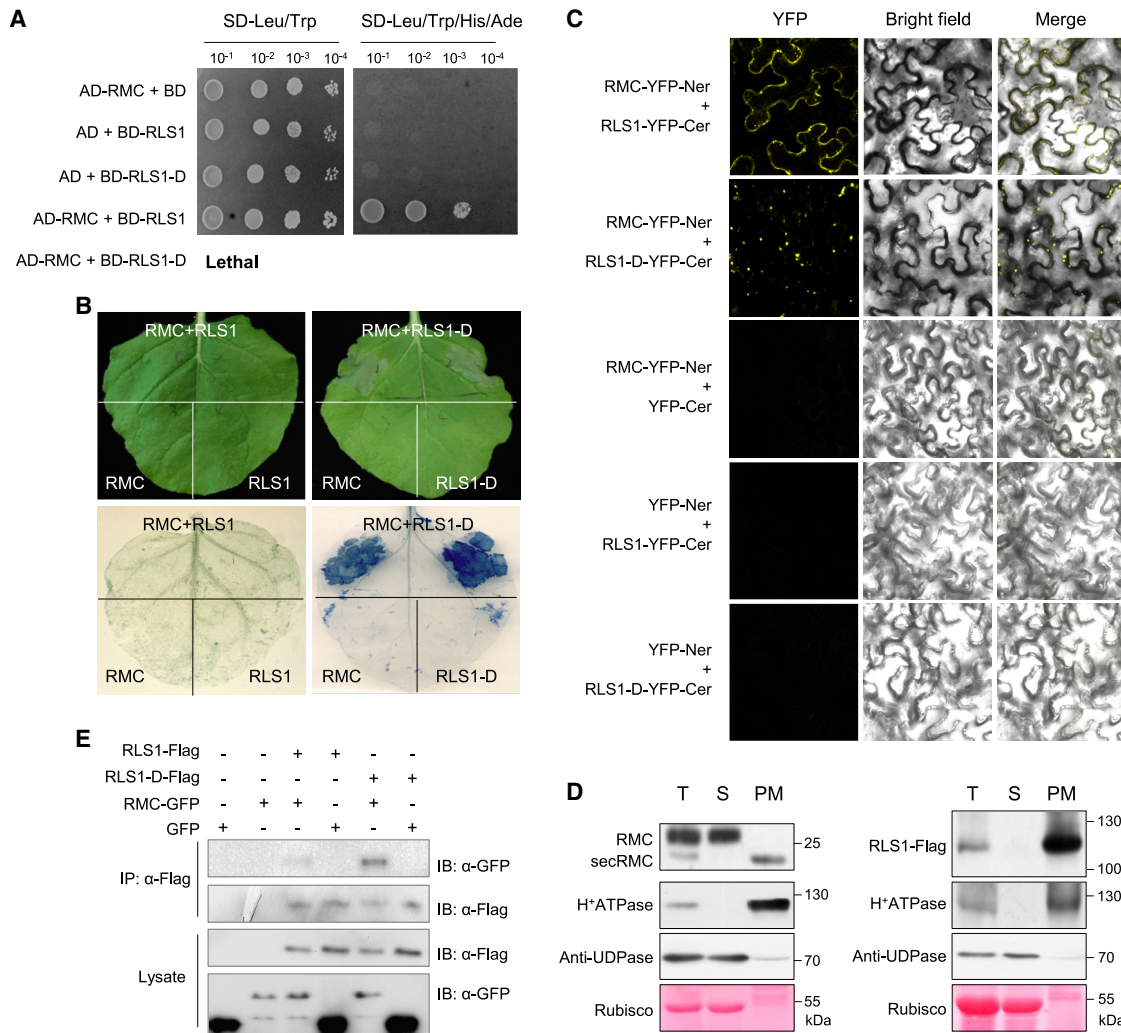 A
SD-Leu/Trp
SD-Leu/Trp/His/Ade
10-1 10-2 10-3 10-4
10-1 10-2 10-3 10-4
AD-RMC + BD
AD + BD-RLS1
AD + BD-RLS1-D
AD-RMC + BD-RLS1
AD-RMC + BD-RLS1-D Lethal
B
RMC+RLS1
RMC
RLS1
RMC+RLS1-D
RMC
RLS1-D
RMC+RLS1
RMC
RLS1
RMC+RLS1-D
RMC
RLS1-D
C
YFP Bright field Merge
RMC-YFP-Ner
+
RLS1-YFP-Cer
RMC-YFP-Ner
+
RLS1-D-YFP-Cer
RMC-YFP-Ner
+
YFP-Cer
YFP-Ner
+
RLS1-YFP-Cer
YFP-Ner
+
RLS1-D-YFP-Cer
E
RLS1-Flag - - + + - -
RLS1-D-Flag - - - - + +
RMC-GFP - + + - + -
GFP + - - + - +
IP: α-Flag
IB: α-GFP
IB: α-Flag
Lysate
IB: α-Flag
IB: α-GFP
D
T S PM
RMC
secRMC
25
H+ATPase
130
Anti-UDPase
70
Rubisco
55
kDa
T S PM
RLS1-Flag
130
100
H+ATPase
130
Anti-UDPase
70
Rubisco
55
kDa